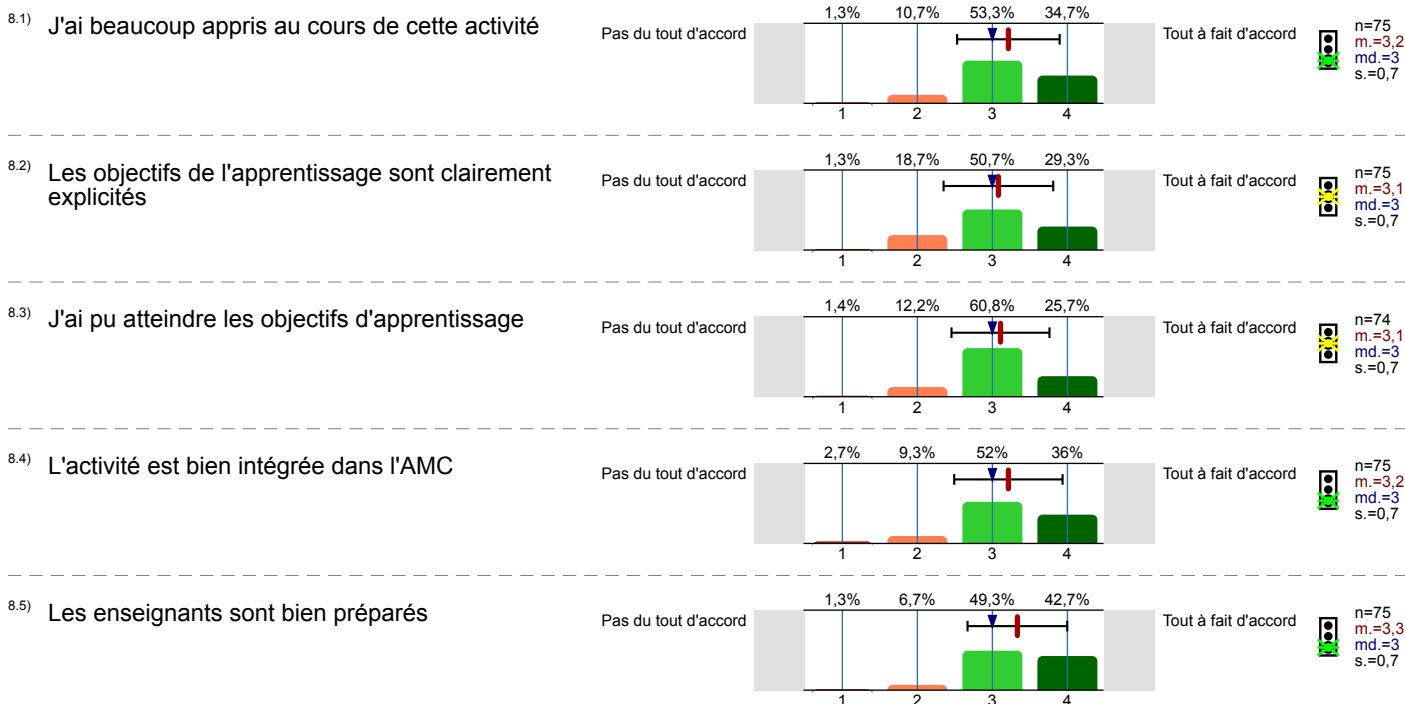 8.1) J'ai beaucoup appris au cours de cette activité
Pas du tout d'accord
1,3% 10,7% 53,3% 34,7%
1 2 3 4
Tout à fait d'accord
n=75
m.=3,2
md.=3
s.=0,7
8.2) Les objectifs de l'apprentissage sont clairement
explicités
Pas du tout d'accord
1,3% 18,7% 50,7% 29,3%
1 2 3 4
Tout à fait d'accord
n=75
m.=3,1
md.=3
s.=0,7
8.3) J'ai pu atteindre les objectifs d'apprentissage
Pas du tout d'accord
1,4% 12,2% 60,8% 25,7%
1 2 3 4
Tout à fait d'accord
n=74
m.=3,1
md.=3
s.=0,7
8.4) L'activité est bien intégrée dans l'AMC
Pas du tout d'accord
2,7% 9,3% 52% 36%
1 2 3 4
Tout à fait d'accord
n=75
m.=3,2
md.=3
s.=0,7
8.5) Les enseignants sont bien préparés
Pas du tout d'accord
1,3% 6,7% 49,3% 42,7%
1 2 3 4
Tout à fait d'accord
n=75
m.=3,3
md.=3
s.=0,7